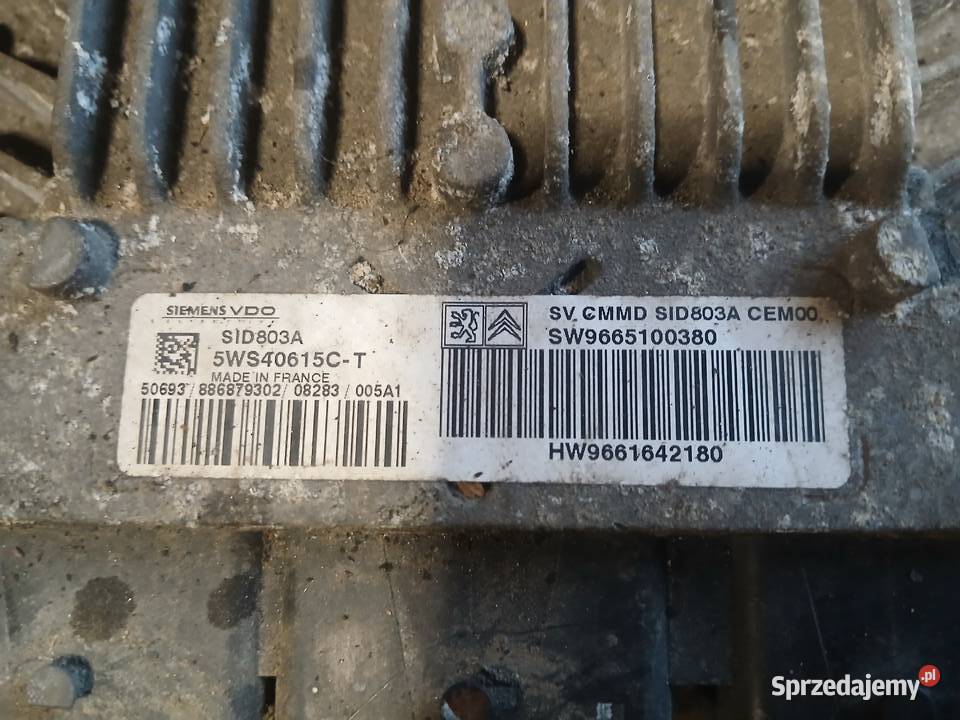 SIEMENS VDO
SID803A
5WS40615C-T
MADE IN FRANCE
50693 / 886879302 / 08283 / 005A1
SV CMMD SID803A CEM00
SW9665100380
HW9661642180
Sprzedajemy.pl